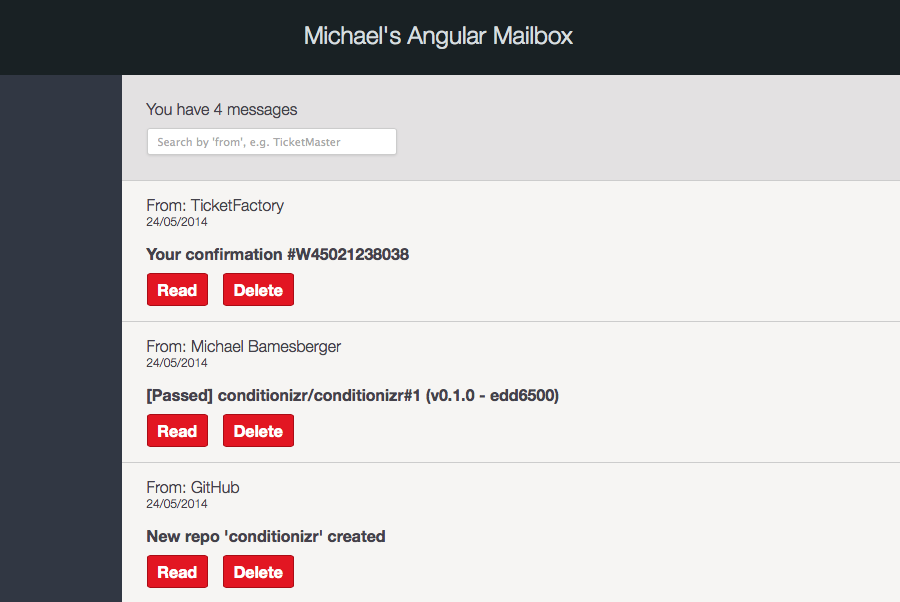 Michael's Angular Mailbox
You have 4 messages
Search by 'from', e.g. TicketMaster
From: TicketFactory
24/05/2014
Your confirmation #W45021238038
Read Delete
From: Michael Bamesberger
24/05/2014
[Passed] conditionizr/conditionizr#1 (v0.1.0 - edd6500)
Read Delete
From: GitHub
24/05/2014
New repo 'conditionizr' created
Read Delete